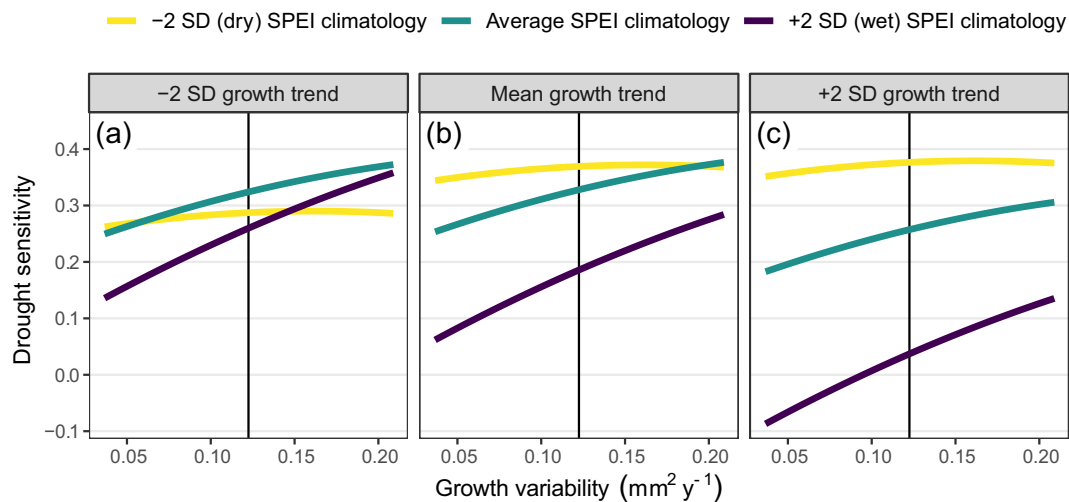 −2 SD (dry) SPEI climatology Average SPEI climatology +2 SD (wet) SPEI climatology
−2 SD growth trend Mean growth trend +2 SD growth trend
(a) (b) (c)
Drought sensitivity
0.4
0.3
0.2
0.1
0.0
−0.1
0.05 0.10 0.15 0.20 0.05 0.10 0.15 0.20 0.05 0.10 0.15 0.20
Growth variability (mm² y⁻¹)